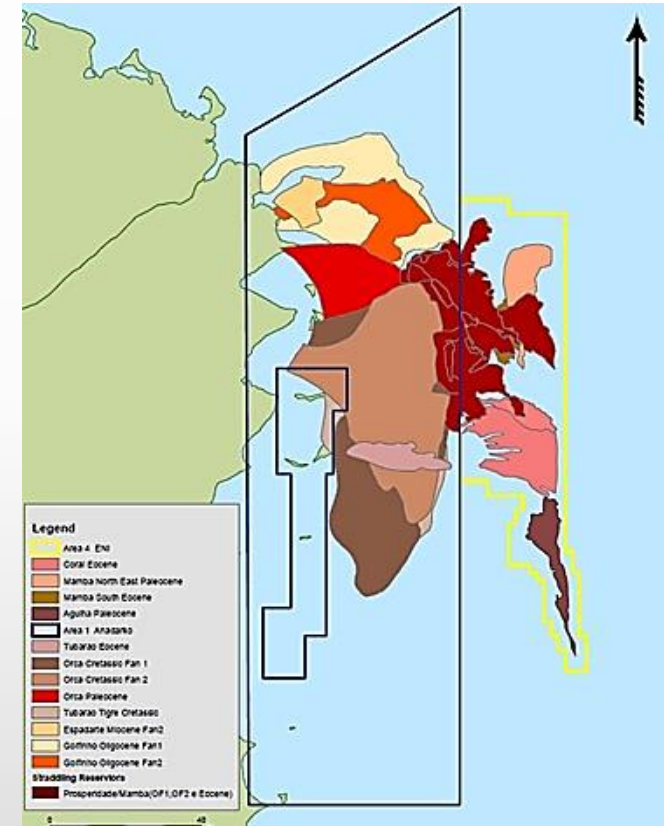 Legend
Area 4 ENI
Coral Eocene
Mamba North East Paleocene
Mamba South Eocene
Agulha Paleocene
Area 1 Anadarko
Tubarao Eocene
Orca Cretassic Fan 1
Orca Cretassic Fan 2
Orca Paleocene
Tubarao Tigre Cretassic
Espadarte Miocene Fan2
Golfinho Oligocene Fan1
Golfinho Oligocene Fan2
Straddling Reservoirs
Prosperidade/Mamba(OF1,OF2 e Eocene)
0 40